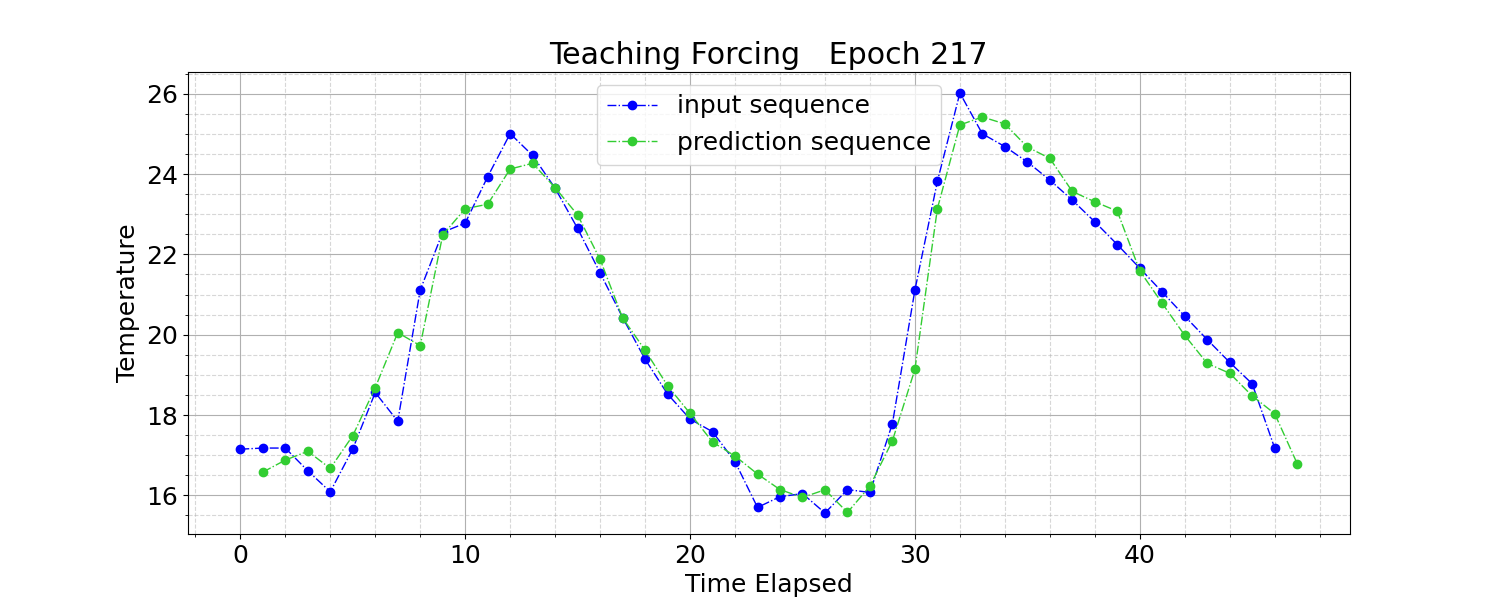 Teaching Forcing   Epoch 217
input sequence
prediction sequence
26
24
22
20
18
16
Temperature
0 10 20 30 40
Time Elapsed